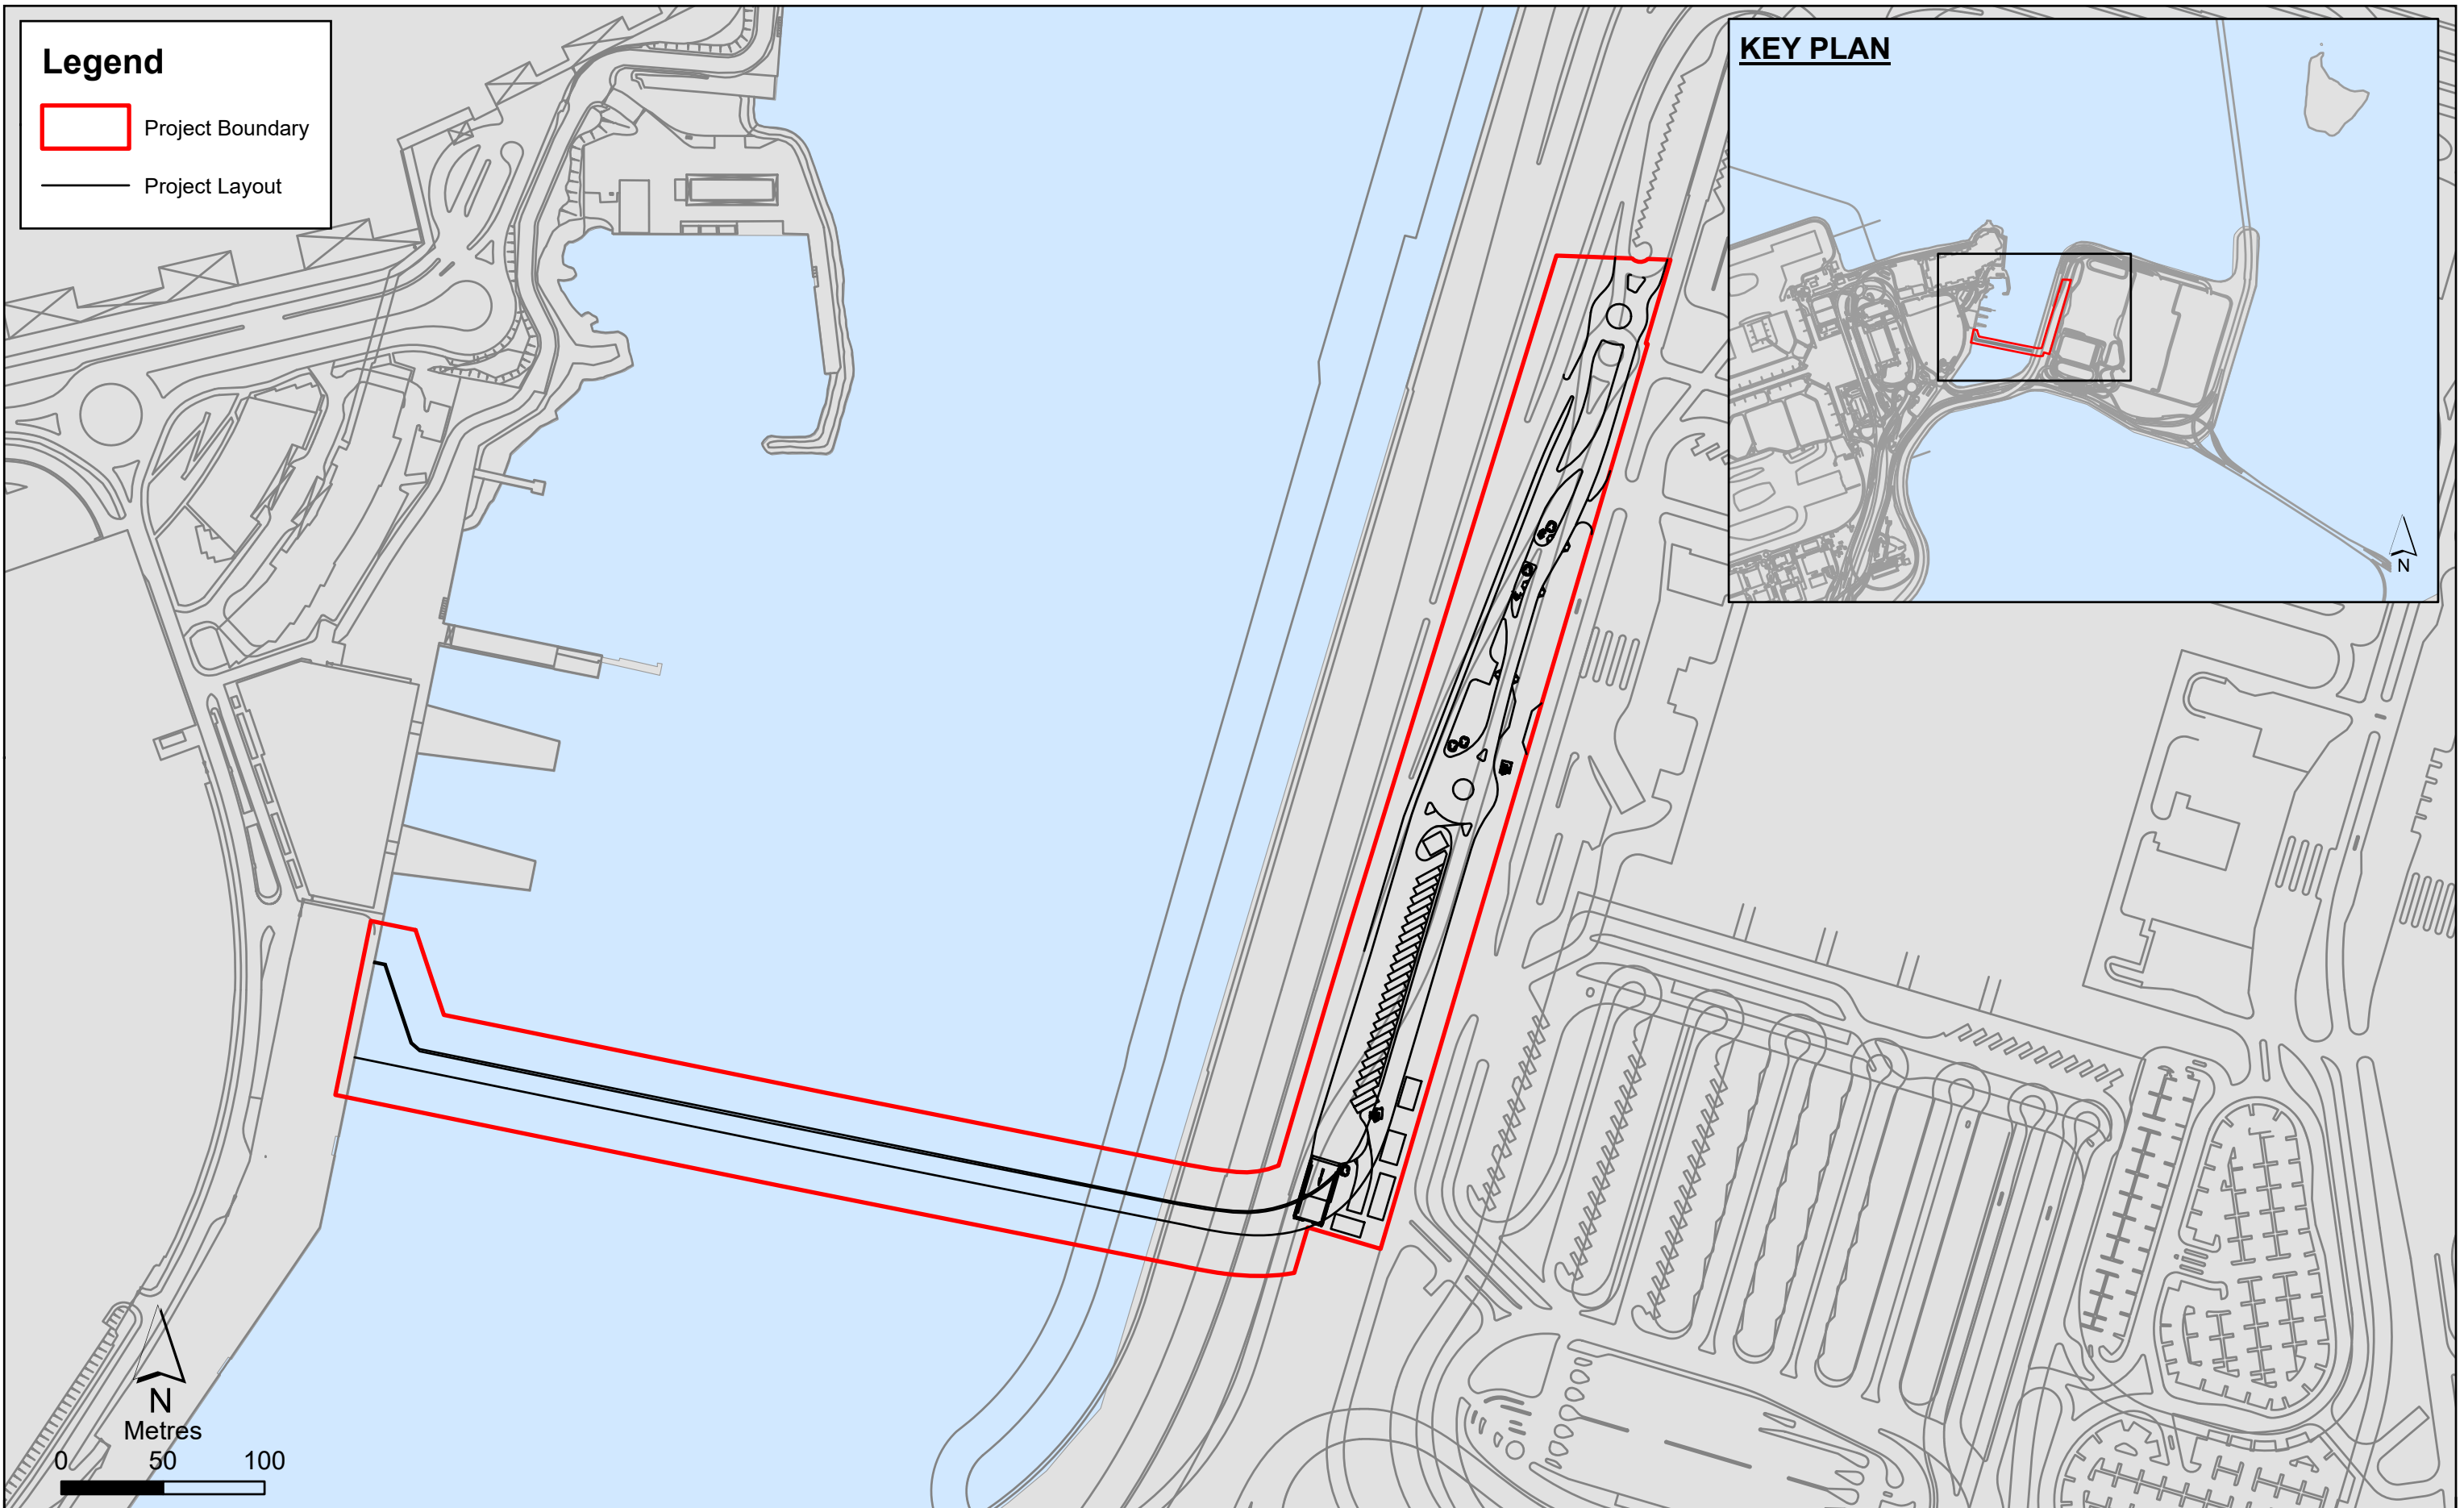 Legend
Project Boundary
Project Layout
KEY PLAN
N
N
Metres
0 50 100